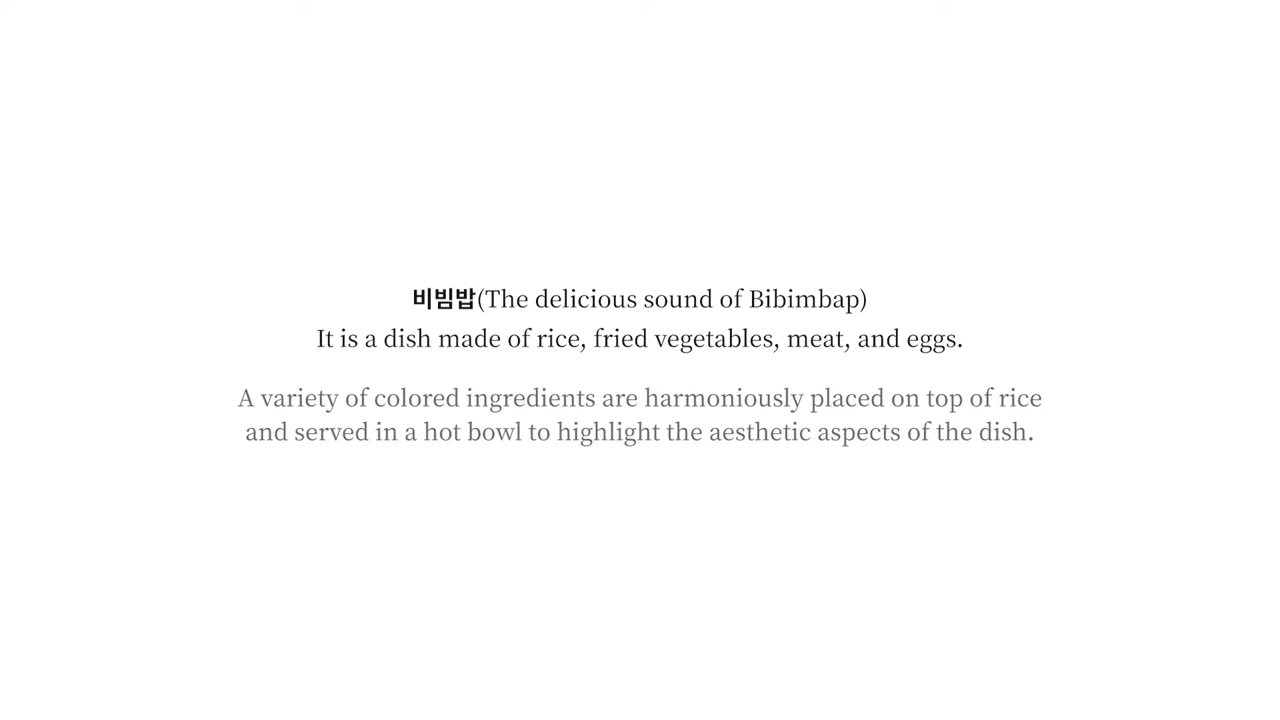 비빔밥(The delicious sound of Bibimbap)
It is a dish made of rice, fried vegetables, meat, and eggs.
A variety of colored ingredients are harmoniously placed on top of rice
and served in a hot bowl to highlight the aesthetic aspects of the dish.